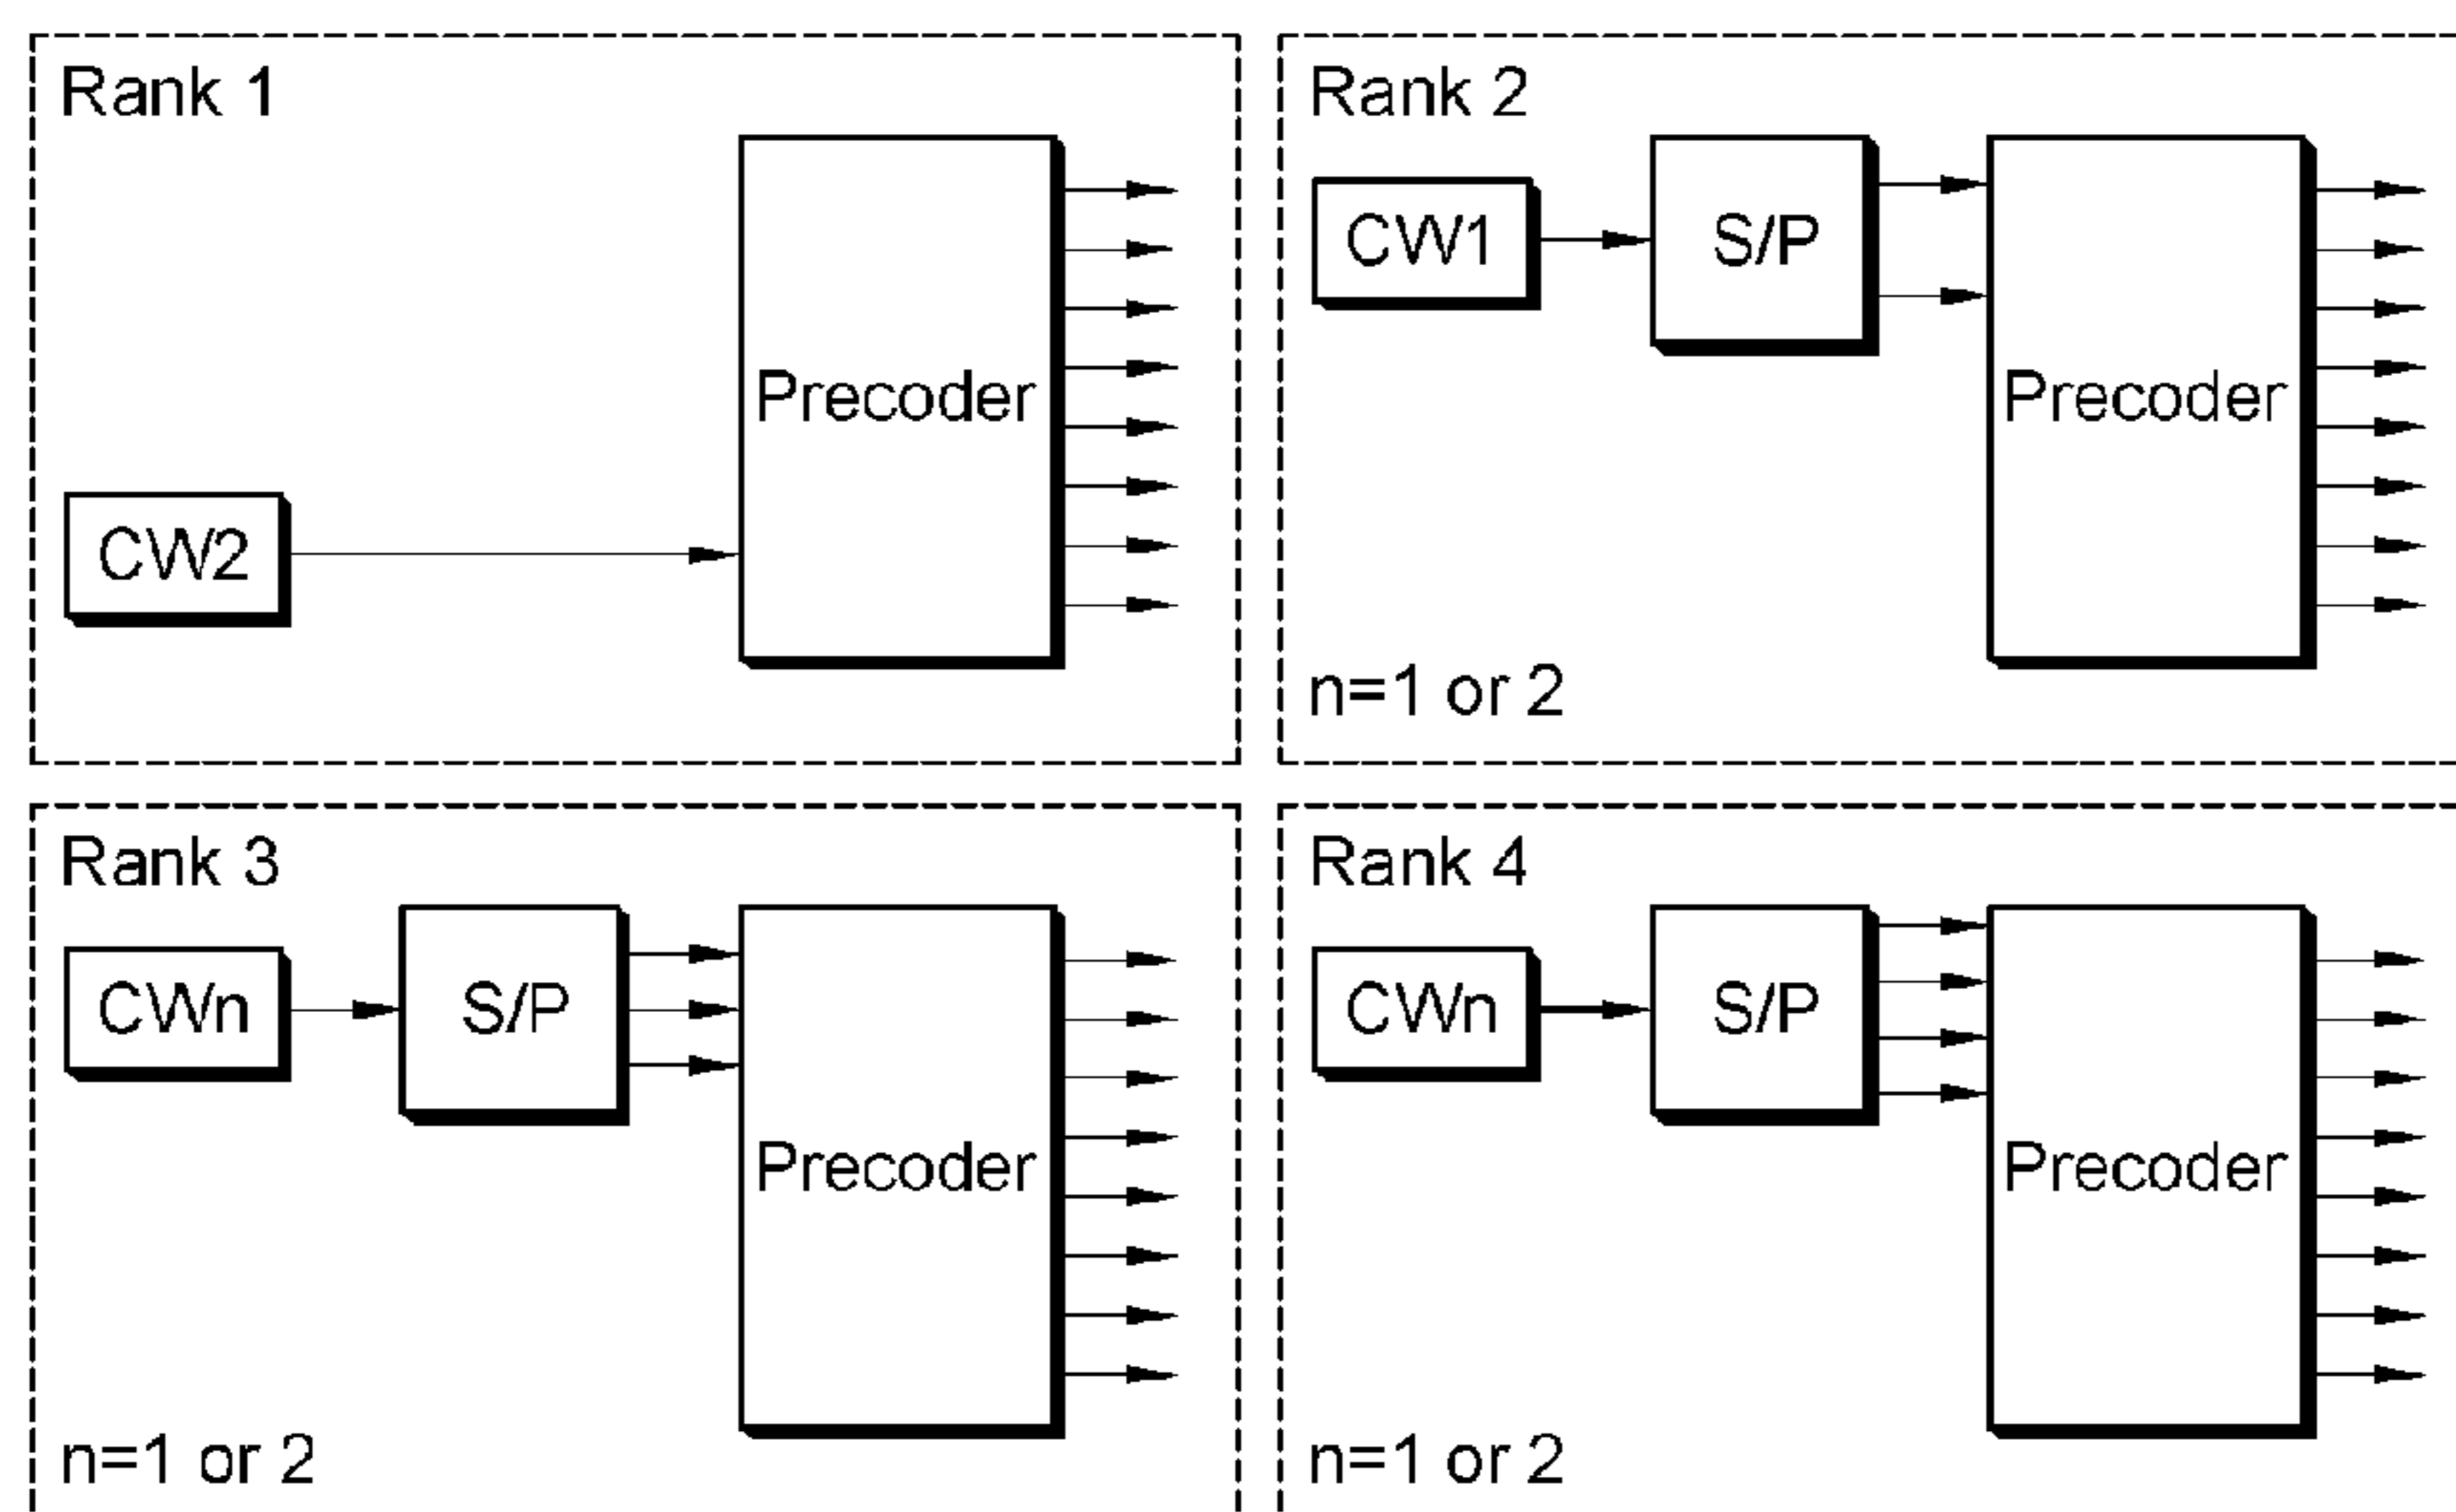 Rank 1
Precoder
CW2
Rank 2
CW1
S/P
Precoder
n=1 or 2
Rank 3
CWn
S/P
Precoder
n=1 or 2
Rank 4
CWn
S/P
Precoder
n=1 or 2